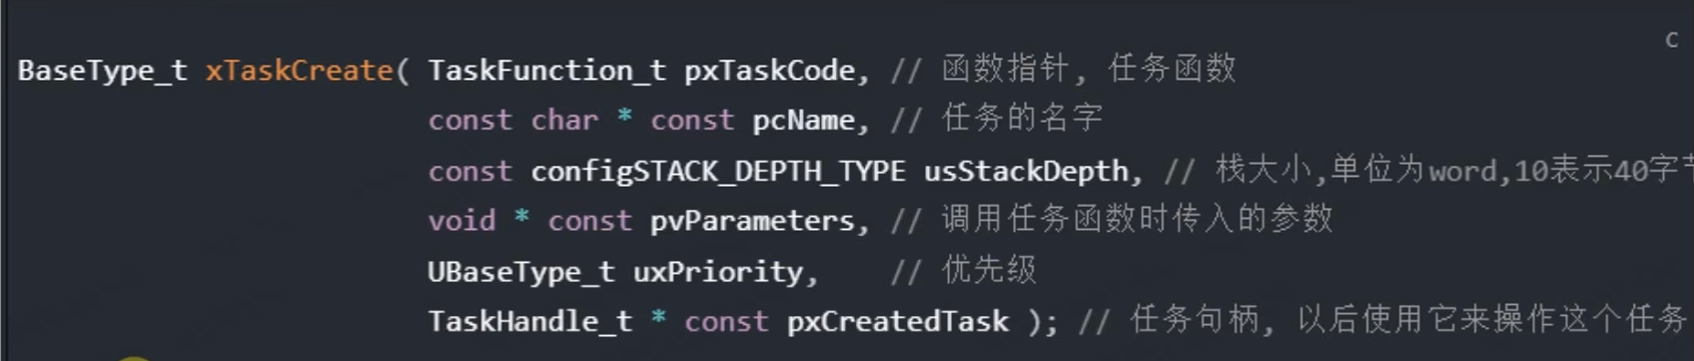 C
BaseType_t xTaskCreate( TaskFunction_t pxTaskCode, // 函数指针, 任务函数
const char * const pcName, // 任务的名字
const configSTACK_DEPTH_TYPE usStackDepth, // 栈大小,单位为word,10表示40字节
void * const pvParameters, // 调用任务函数时传入的参数
UBaseType_t uxPriority, // 优先级
TaskHandle_t * const pxCreatedTask ); // 任务句柄, 以后使用它来操作这个任务